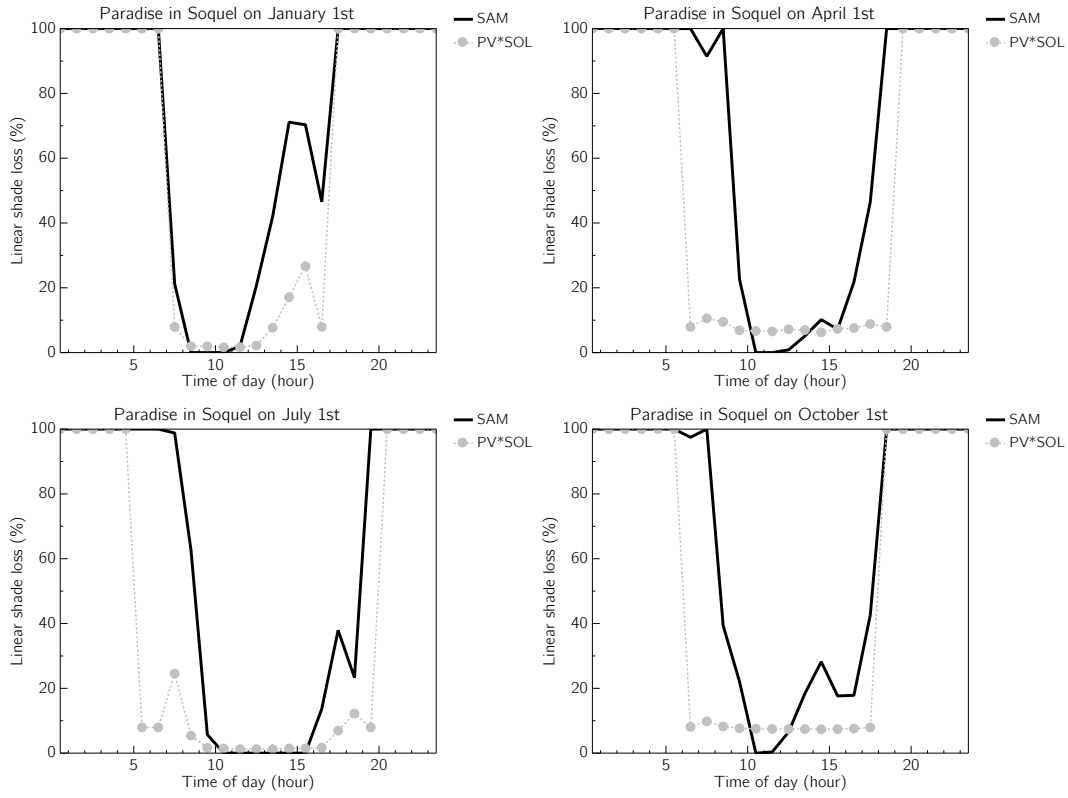 Paradise in Soquel on January 1st
SAM
PV*SOL
100
80
60
40
20
0
Linear shade loss (%)
5
10
15
20
Time of day (hour)
Paradise in Soquel on April 1st
SAM
PV*SOL
100
80
60
40
20
0
Linear shade loss (%)
5
10
15
20
Time of day (hour)
Paradise in Soquel on July 1st
SAM
PV*SOL
100
80
60
40
20
0
Linear shade loss (%)
5
10
15
20
Time of day (hour)
Paradise in Soquel on October 1st
SAM
PV*SOL
100
80
60
40
20
0
Linear shade loss (%)
5
10
15
20
Time of day (hour)